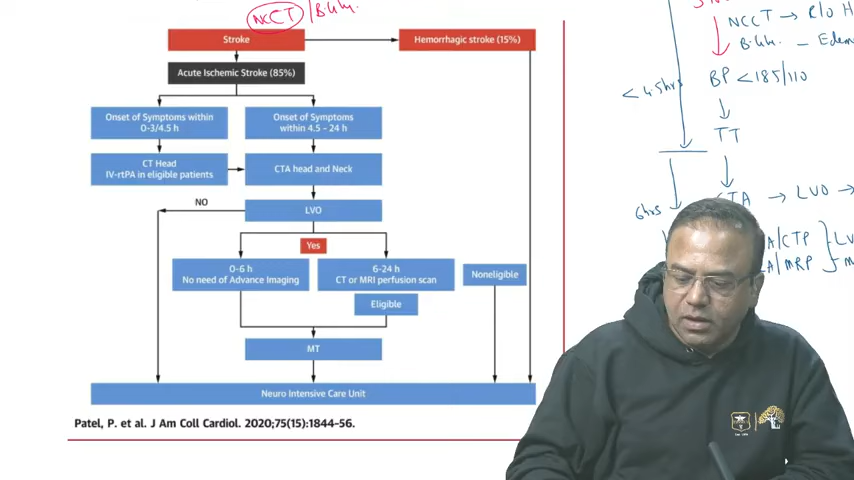 NCCT / B.hh.
Stroke
Hemorrhagic stroke (15%)
Acute Ischemic Stroke (85%)
Onset of Symptoms within
0-3/4.5 h
Onset of Symptoms
within 4.5 - 24 h
CT Head
IV-rtPA in eligible patients
CTA head and Neck
NO
LVO
Yes
0-6 h
No need of Advance Imaging
6-24 h
CT or MRI perfusion scan
Noneligible
Eligible
MT
Neuro Intensive Care Unit
Patel, P. et al. J Am Coll Cardiol. 2020;75(15):1844-56.
NCCT → R/o H
B.hh. - Edem
< 4.5hrs
BP < 185/110
TT
CTA → LVO →
6hrs
A/CTP
A/MRP